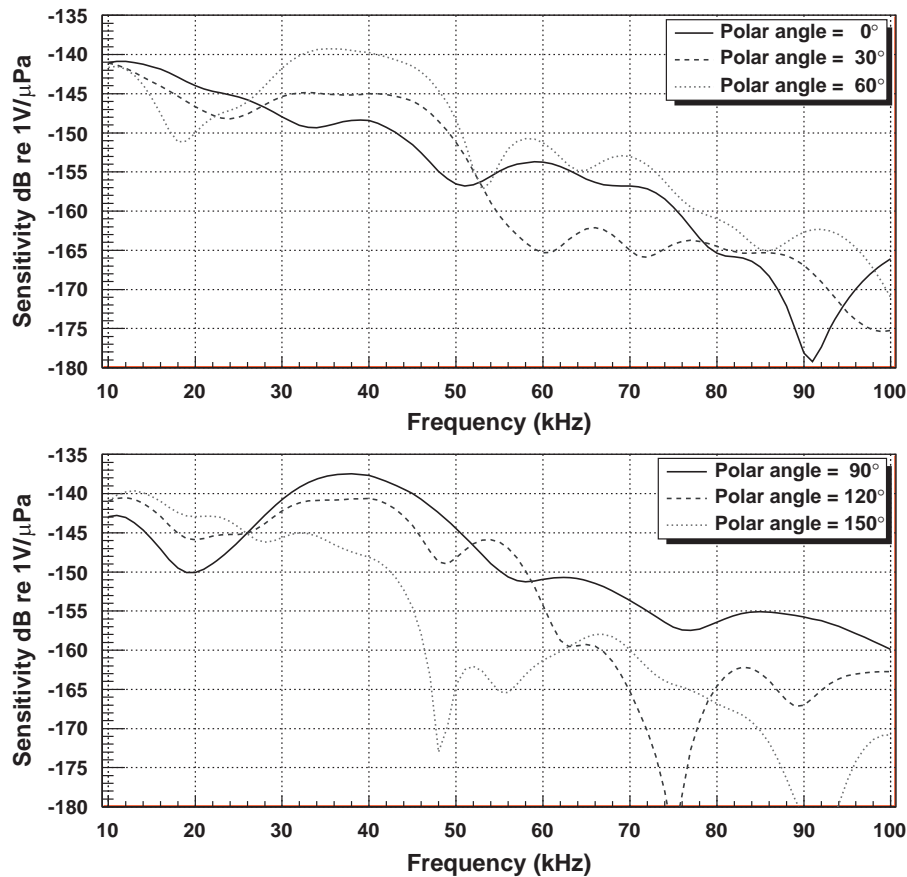 Sensitivity dB re 1V/μPa
-135
-140
-145
-150
-155
-160
-165
-170
-175
-180
Polar angle = 0°
Polar angle = 30°
Polar angle = 60°
10 20 30 40 50 60 70 80 90 100
Frequency (kHz)
Sensitivity dB re 1V/μPa
-135
-140
-145
-150
-155
-160
-165
-170
-175
-180
Polar angle = 90°
Polar angle = 120°
Polar angle = 150°
10 20 30 40 50 60 70 80 90 100
Frequency (kHz)